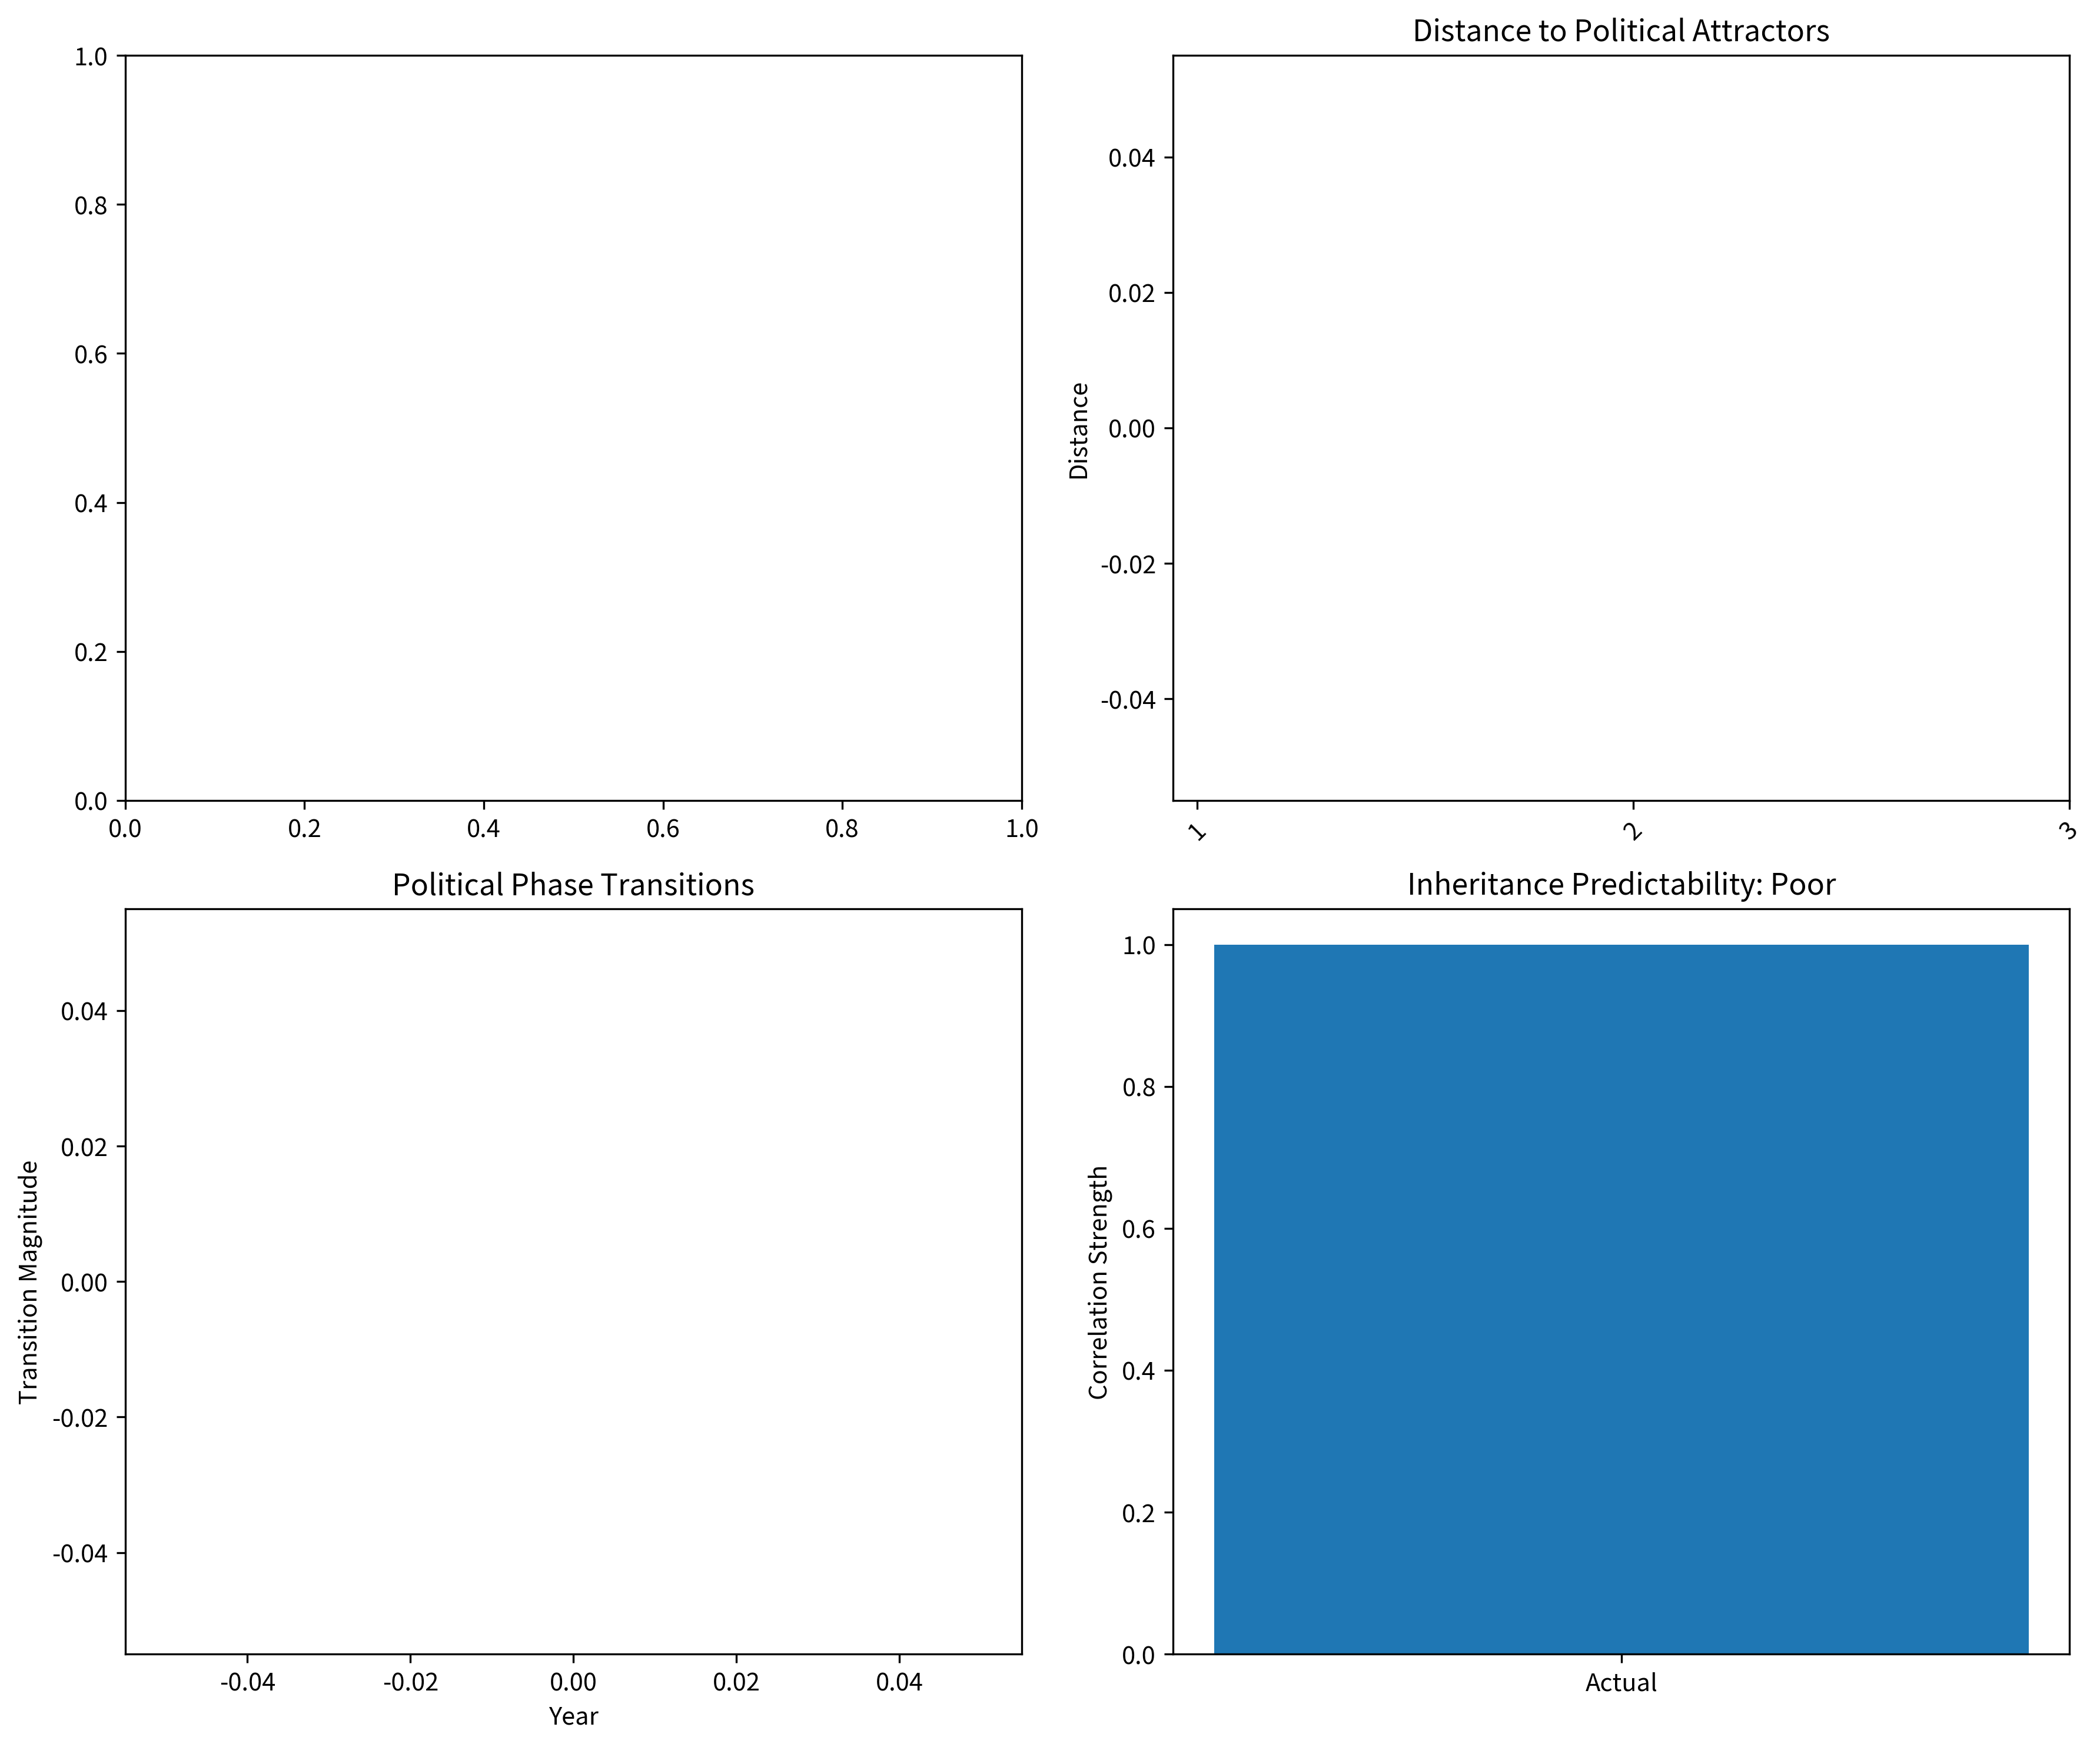 1.0
0.8
0.6
0.4
0.2
0.0
0.0 0.2 0.4 0.6 0.8 1.0
Distance to Political Attractors
Distance
0.04
0.02
0.00
-0.02
-0.04
1 2 3
Political Phase Transitions
Transition Magnitude
0.04
0.02
0.00
-0.02
-0.04
-0.04 -0.02 0.00 0.02 0.04
Year
Inheritance Predictability: Poor
Correlation Strength
1.0
0.8
0.6
0.4
0.2
0.0
Actual